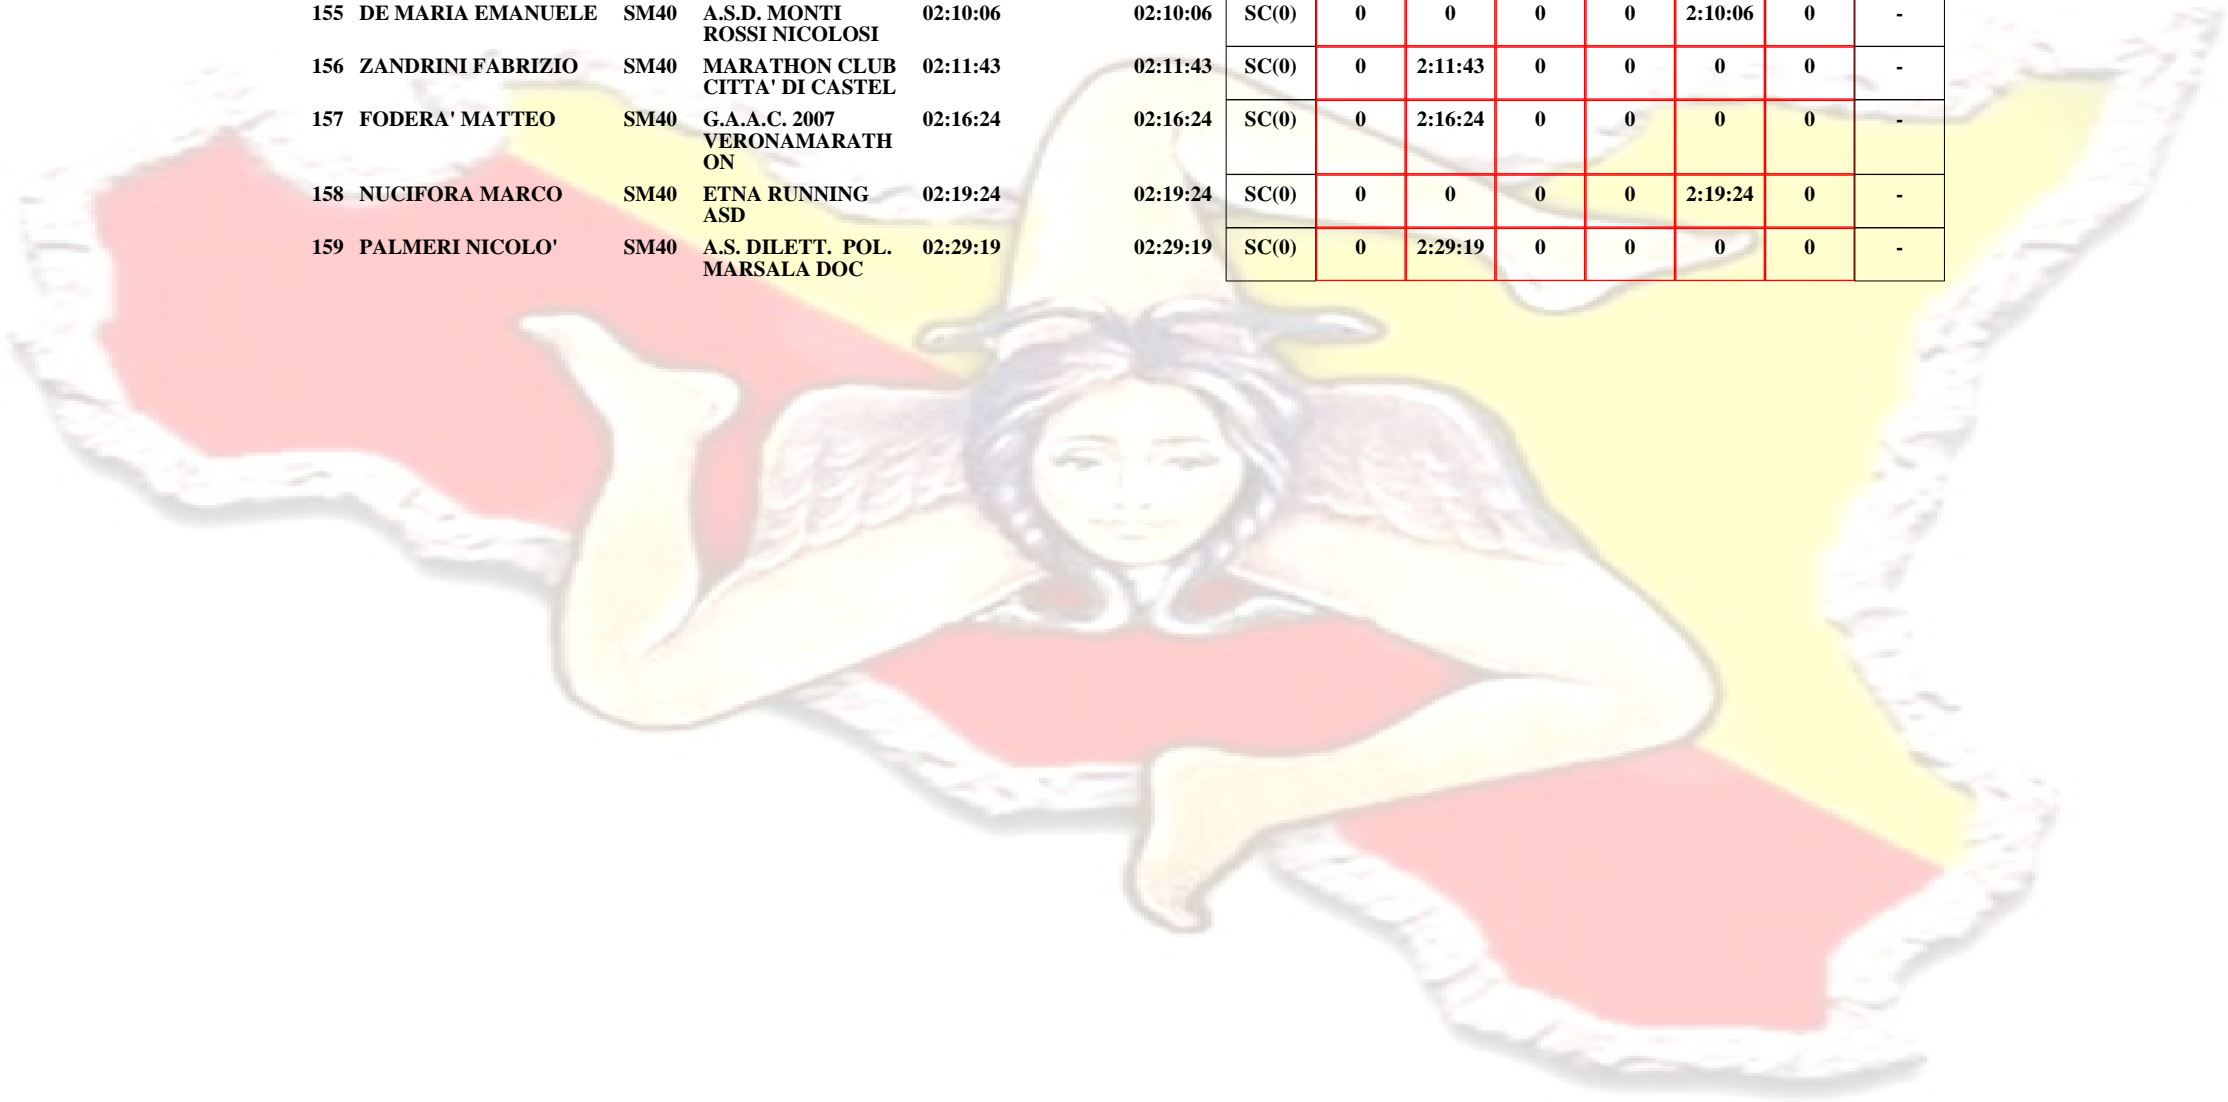 155 DE MARIA EMANUELE SM40 A.S.D. MONTI 02:10:06 02:10:06 SC(0) 0 0 0 0 2:10:06 0 -
ROSSI NICOLOSI
156 ZANDRINI FABRIZIO SM40 MARATHON CLUB 02:11:43 02:11:43 SC(0) 0 2:11:43 0 0 0 0 -
CITTA' DI CASTEL
157 FODERA' MATTEO SM40 G.A.A.C. 2007 02:16:24 02:16:24 SC(0) 0 2:16:24 0 0 0 0 -
VERONAMARATH
ON
158 NUCIFORA MARCO SM40 ETNA RUNNING 02:19:24 02:19:24 SC(0) 0 0 0 0 2:19:24 0 -
ASD
159 PALMERI NICOLO' SM40 A.S. DILETT. POL. 02:29:19 02:29:19 SC(0) 0 2:29:19 0 0 0 0 -
MARSALA DOC